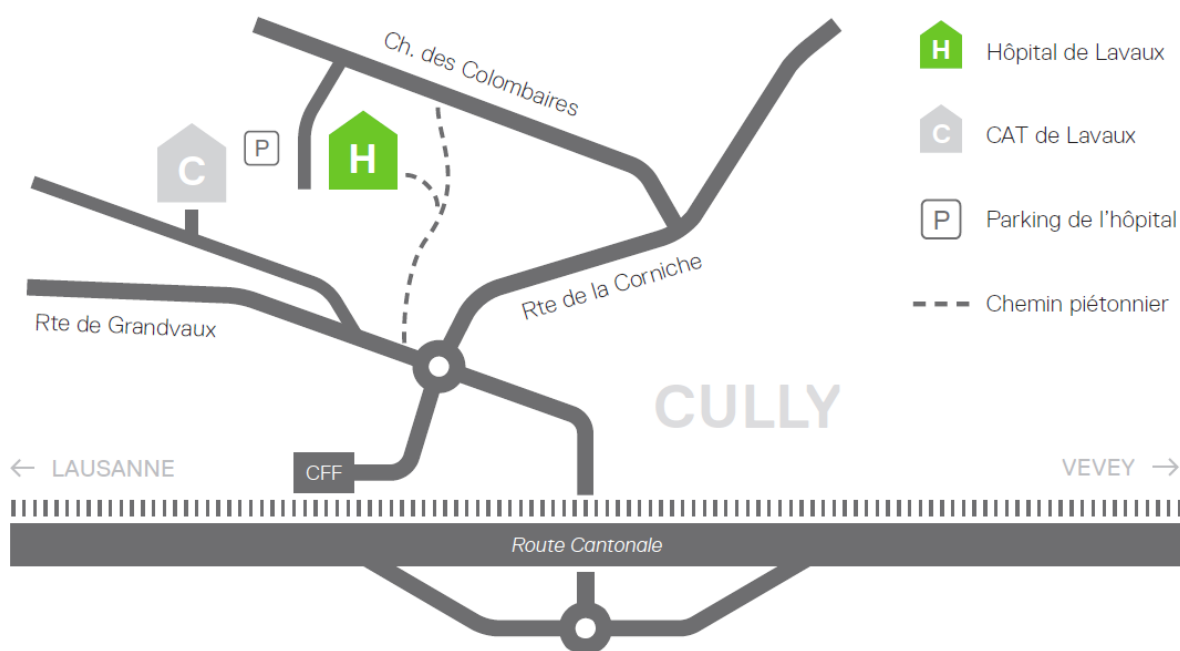 Ch. des Colombaires
H
Hôpital de Lavaux
C
CAT de Lavaux
P
Parking de l'hôpital
Chemin piétonnier
P
H
C
Rte de la Corniche
Rte de Grandvaux
CULLY
← LAUSANNE
CFF
VEVEY →
Route Cantonale